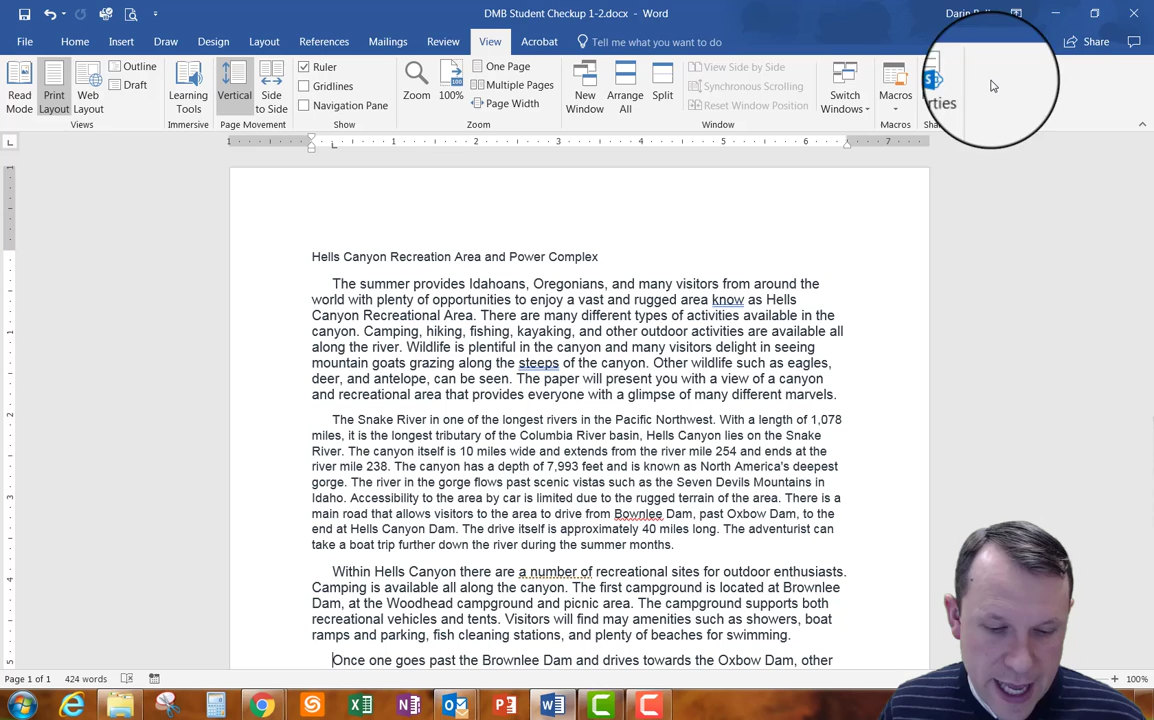 DMB Student Checkup 1-2.docx - Word
Darin
File Home Insert Draw Design Layout References Mailings Review View Acrobat Tell me what you want to do Share
Read Mode
Print Layout
Web Layout
Outline
Draft
Views
Learning Tools
Immersive
Vertical
Side to Side
Page Movement
Ruler
Gridlines
Navigation Pane
Show
Zoom
100%
One Page
Multiple Pages
Page Width
Zoom
New Window
Arrange All
Split
View Side by Side
Synchronous Scrolling
Reset Window Position
Window
Switch Windows
Macros
Macros
rties
Sha
1 1 2 3 4 5 6 7
Hells Canyon Recreation Area and Power Complex
The summer provides Idahoans, Oregonians, and many visitors from around the
world with plenty of opportunities to enjoy a vast and rugged area know as Hells
Canyon Recreational Area. There are many different types of activities available in the
canyon. Camping, hiking, fishing, kayaking, and other outdoor activities are available all
along the river. Wildlife is plentiful in the canyon and many visitors delight in seeing
mountain goats grazing along the steeps of the canyon. Other wildlife such as eagles,
deer, and antelope, can be seen. The paper will present you with a view of a canyon
and recreational area that provides everyone with a glimpse of many different marvels.
The Snake River in one of the longest rivers in the Pacific Northwest. With a length of 1,078
miles, it is the longest tributary of the Columbia River basin, Hells Canyon lies on the Snake
River. The canyon itself is 10 miles wide and extends from the river mile 254 and ends at the
river mile 238. The canyon has a depth of 7,993 feet and is known as North America's deepest
gorge. The river in the gorge flows past scenic vistas such as the Seven Devils Mountains in
Idaho. Accessibility to the area by car is limited due to the rugged terrain of the area. There is a
main road that allows visitors to the area to drive from Bownlee Dam, past Oxbow Dam, to the
end at Hells Canyon Dam. The drive itself is approximately 40 miles long. The adventurist can
take a boat trip further down the river during the summer months.
Within Hells Canyon there are a number of recreational sites for outdoor enthusiasts.
Camping is available all along the canyon. The first campground is located at Brownlee
Dam, at the Woodhead campground and picnic area. The campground supports both
recreational vehicles and tents. Visitors will find may amenities such as showers, boat
ramps and parking, fish cleaning stations, and plenty of beaches for swimming.
Once one goes past the Brownlee Dam and drives towards the Oxbow Dam, other
Page 1 of 1 424 words 100%